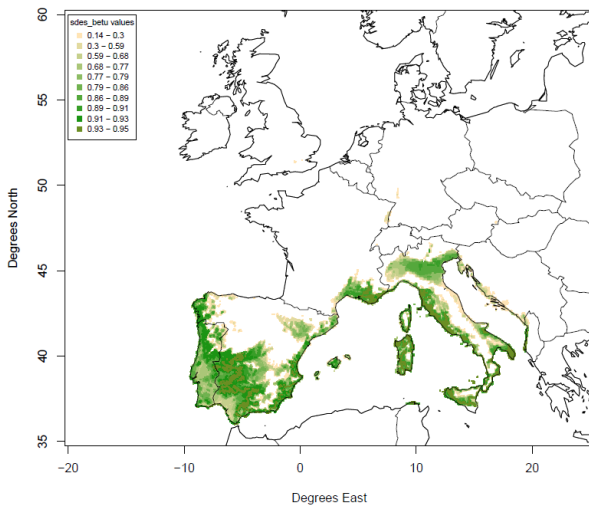 sdes_betu values
0.14 − 0.3
0.3 − 0.59
0.59 − 0.68
0.68 − 0.77
0.77 − 0.79
0.79 − 0.86
0.86 − 0.89
0.89 − 0.91
0.91 − 0.93
0.93 − 0.95
60
55
50
45
40
35
Degrees North
−20
−10
0
10
20
Degrees East